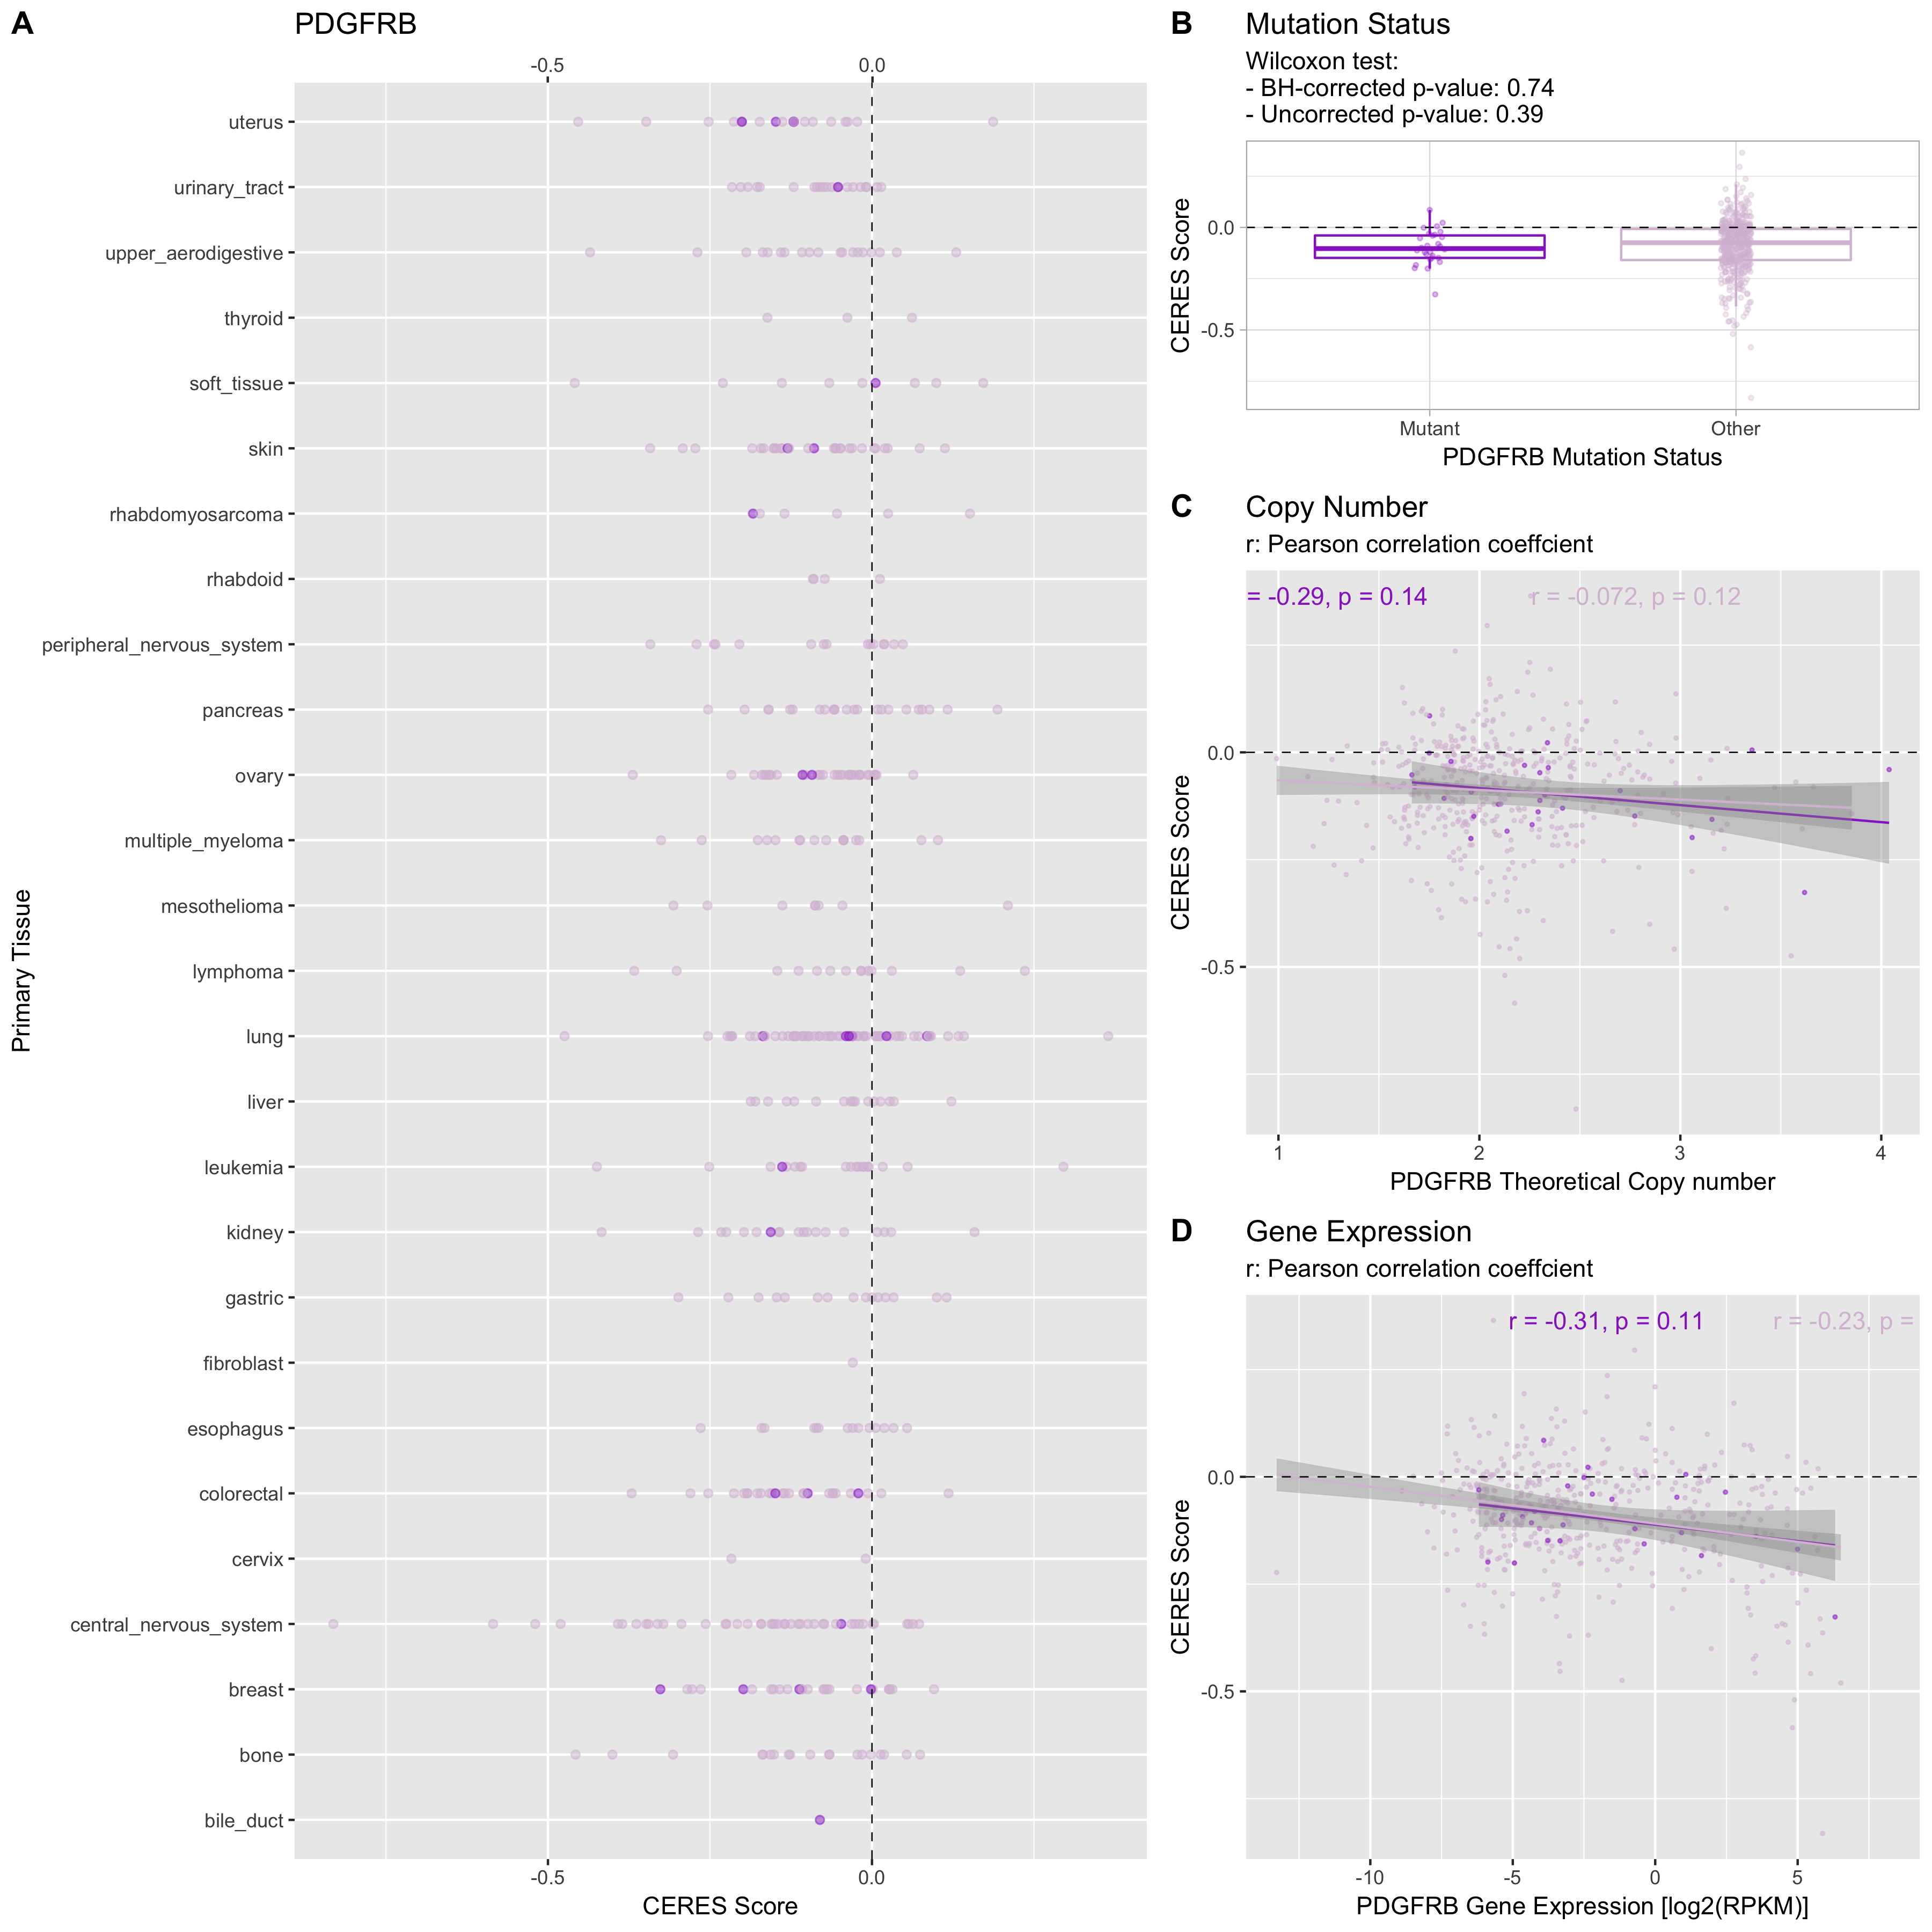 A
PDGFRB
-0.5 0.0
uterus
urinary_tract
upper_aerodigestive
thyroid
soft_tissue
skin
rhabdomyosarcoma
rhabdoid
peripheral_nervous_system
pancreas
ovary
multiple_myeloma
mesothelioma
lymphoma
lung
liver
leukemia
kidney
gastric
fibroblast
esophagus
colorectal
cervix
central_nervous_system
breast
bone
bile_duct
Primary Tissue
-0.5 0.0
CERES Score
B
Mutation Status
Wilcoxon test:
- BH-corrected p-value: 0.74
- Uncorrected p-value: 0.39
0.0
-0.5
CERES Score
Mutant Other
PDGFRB Mutation Status
C
Copy Number
r: Pearson correlation coeffcient
= -0.29, p = 0.14 r = -0.072, p = 0.12
0.0
-0.5
CERES Score
1 2 3 4
PDGFRB Theoretical Copy number
D
Gene Expression
r: Pearson correlation coeffcient
r = -0.31, p = 0.11 r = -0.23, p =
0.0
-0.5
CERES Score
-10 -5 0 5
PDGFRB Gene Expression [log2(RPKM)]